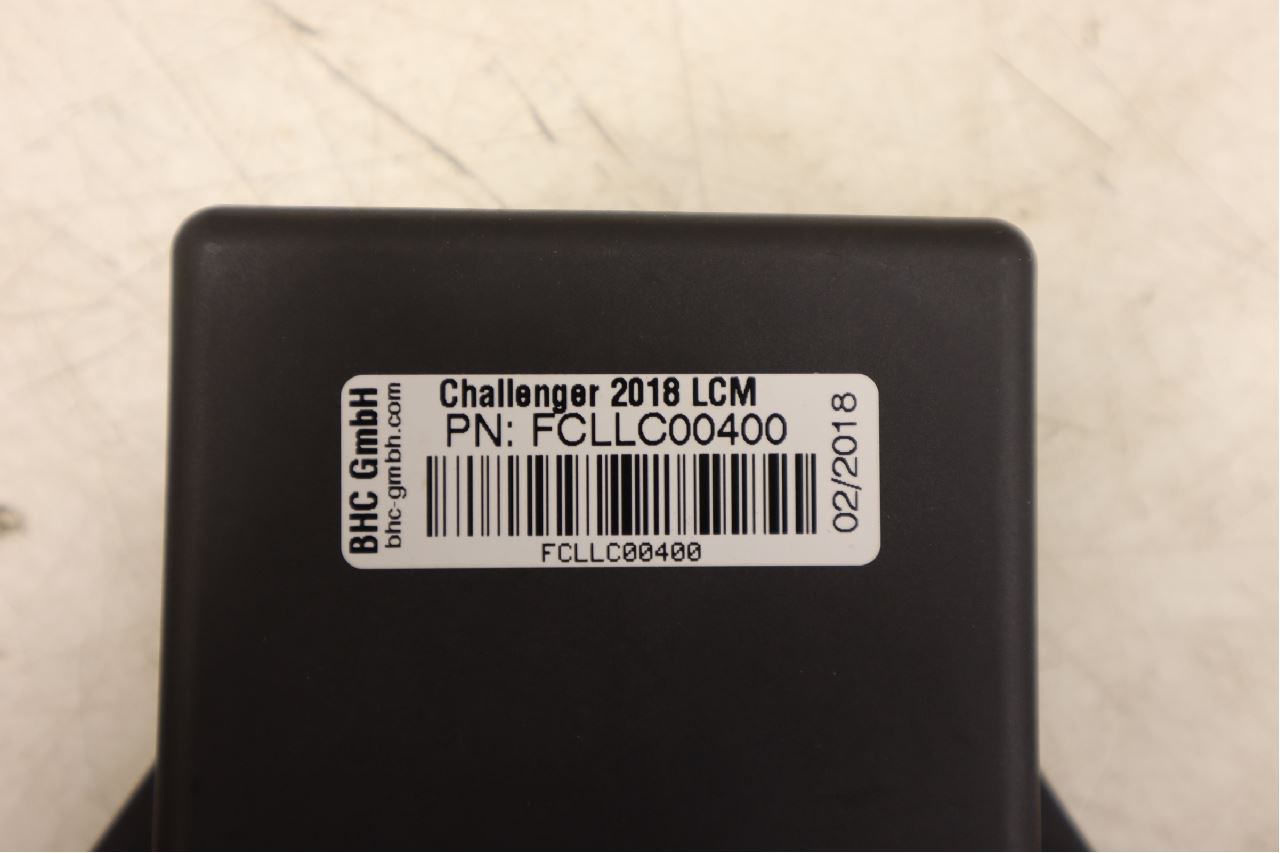 BHC GmbH
bhc-gmbh.com
Challenger 2018 LCM
PN: FCLLC00400
FCLLC00400
02/2018